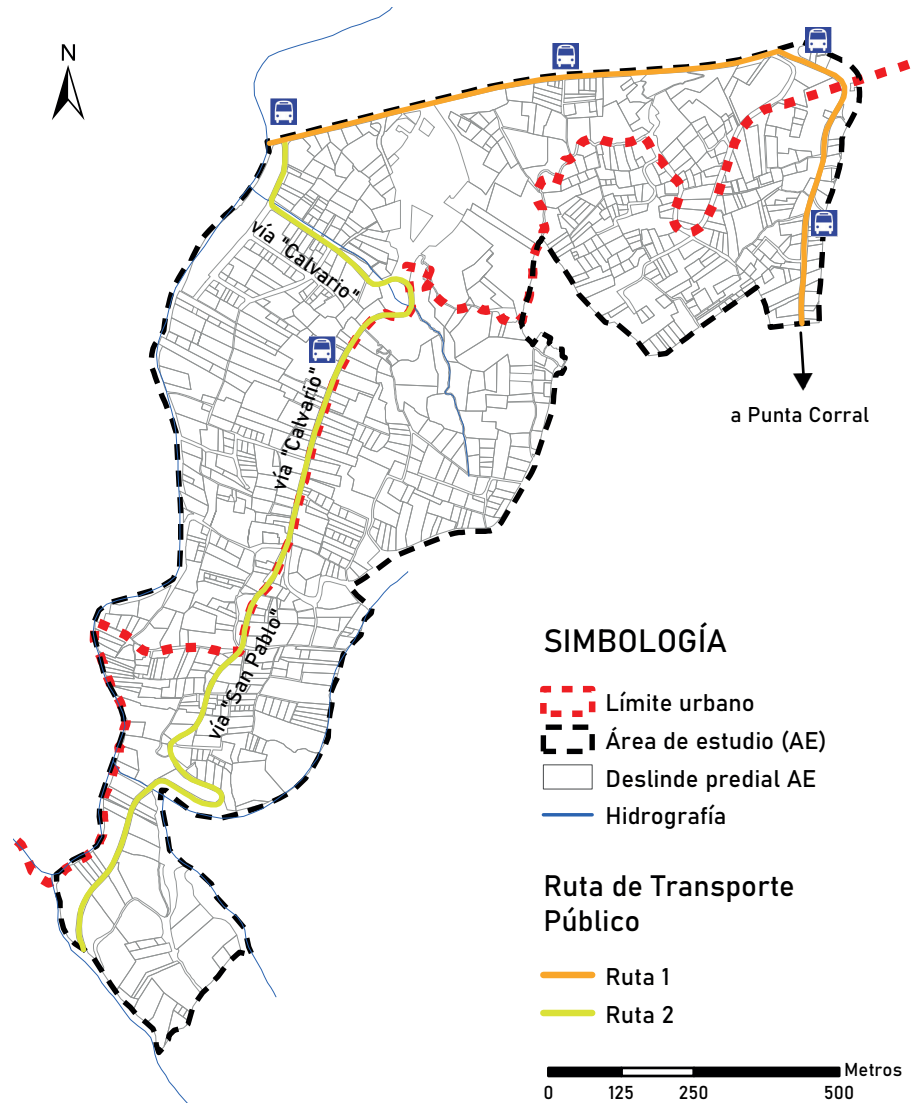 N
vía "Calvario"
vía "Calvario"
vía "San Pablo"
a Punta Corral
SIMBOLOGÍA
Límite urbano
Área de estudio (AE)
Deslinde predial AE
Hidrografía
Ruta de Transporte
Público
Ruta 1
Ruta 2
Metros
0 125 250 500